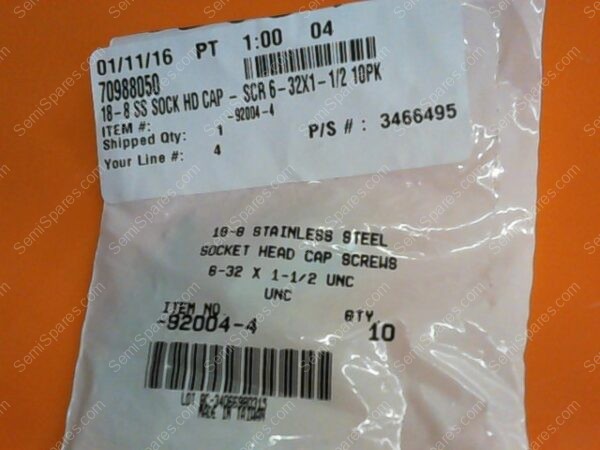 01/11/16 PT 1:00 04
70988050
18-8 SS SOCK HD CAP - SCR 6-32X1-1/2 10PK
ITEM #: -92004-4
Shipped Qty: 1 P/S # : 3466495
Your Line #: 4
18-8 STAINLESS STEEL
SOCKET HEAD CAP SCREWS
6-32 X 1-1/2 UNC
UNC
ITEM NO QTY
-92004-4 10
MADE IN TAIWAN
SemiSpares.com